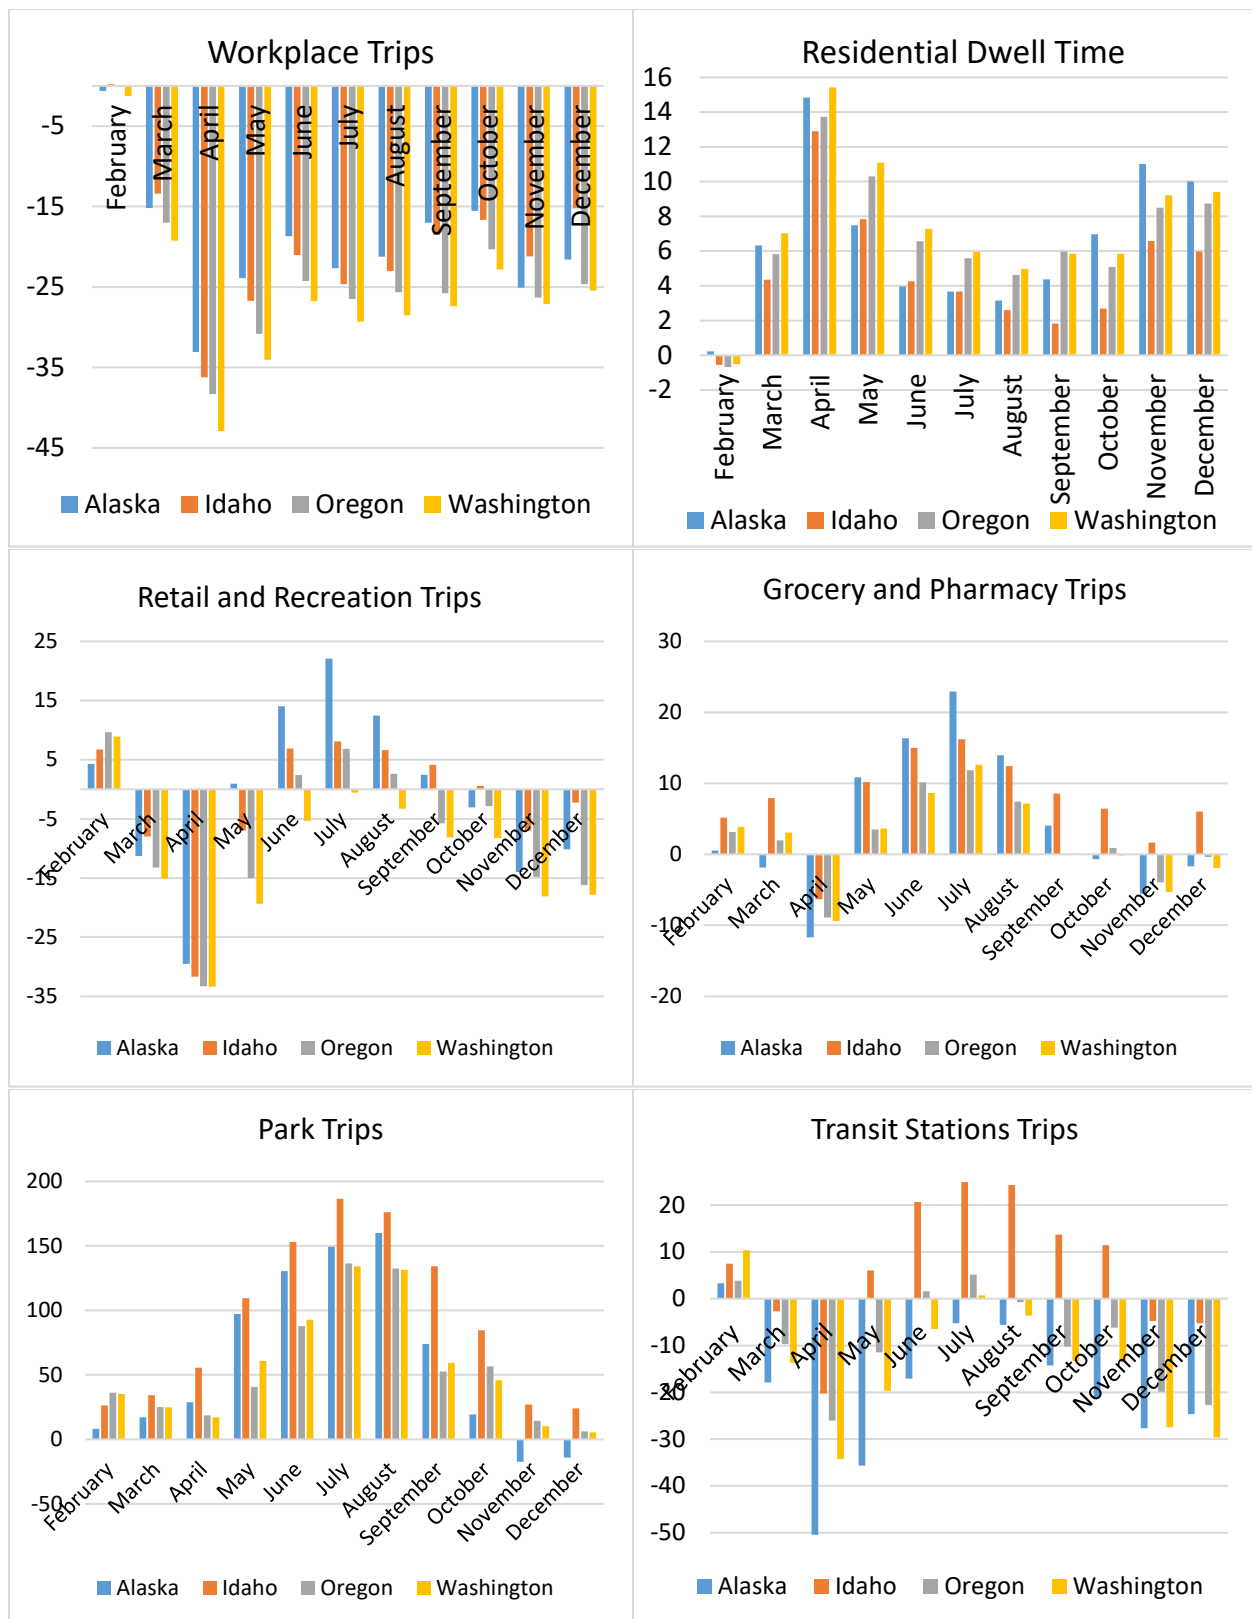 Workplace Trips
-5
-15
-25
-35
-45
February
March
April
May
June
July
August
September
October
November
December
Alaska Idaho Oregon Washington
Residential Dwell Time
16
14
12
10
8
6
4
2
0
-2
February
March
April
May
June
July
August
September
October
November
December
Alaska Idaho Oregon Washington
Retail and Recreation Trips
25
15
5
-5
-15
-25
-35
February
March
April
May
June
July
August
September
October
November
December
Alaska Idaho Oregon Washington
Grocery and Pharmacy Trips
30
20
10
0
-10
-20
February
March
April
May
June
July
August
September
October
November
December
Alaska Idaho Oregon Washington
Park Trips
200
150
100
50
0
-50
February
March
April
May
June
July
August
September
October
November
December
Alaska Idaho Oregon Washington
Transit Stations Trips
20
10
0
-10
-20
-30
-40
-50
February
March
April
May
June
July
August
September
October
November
December
Alaska Idaho Oregon Washington